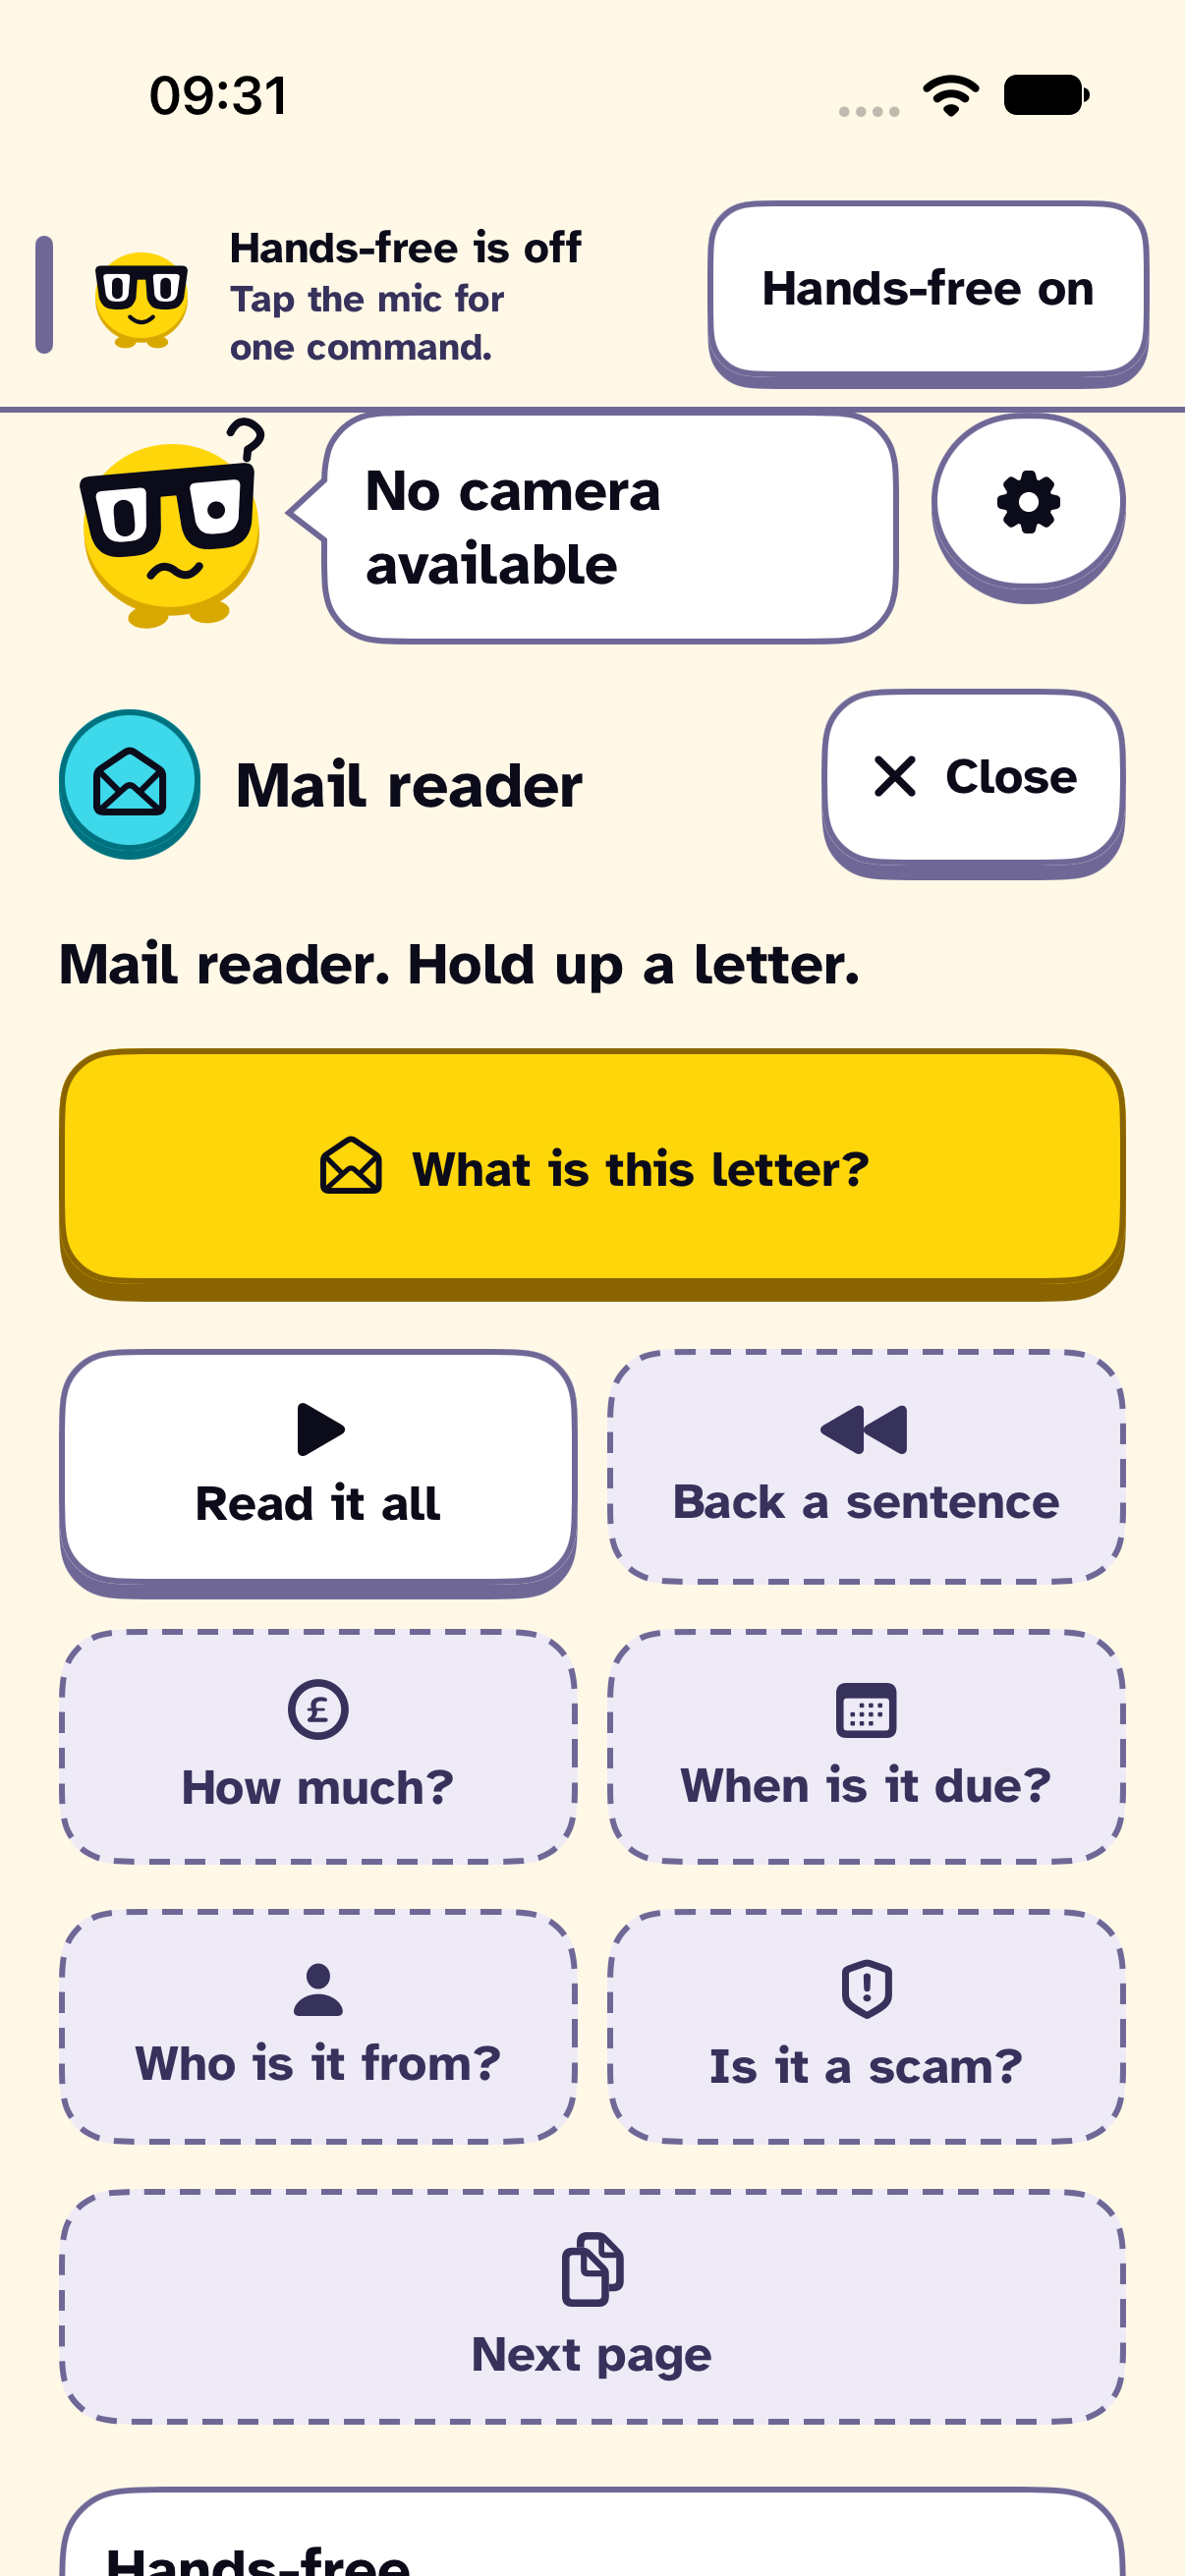 09:31
Hands-free is off
Tap the mic for
one command.
Hands-free on
?
No camera
available
Mail reader
Close
Mail reader. Hold up a letter.
What is this letter?
Read it all
Back a sentence
£
How much?
When is it due?
Who is it from?
Is it a scam?
Next page
Hands-free